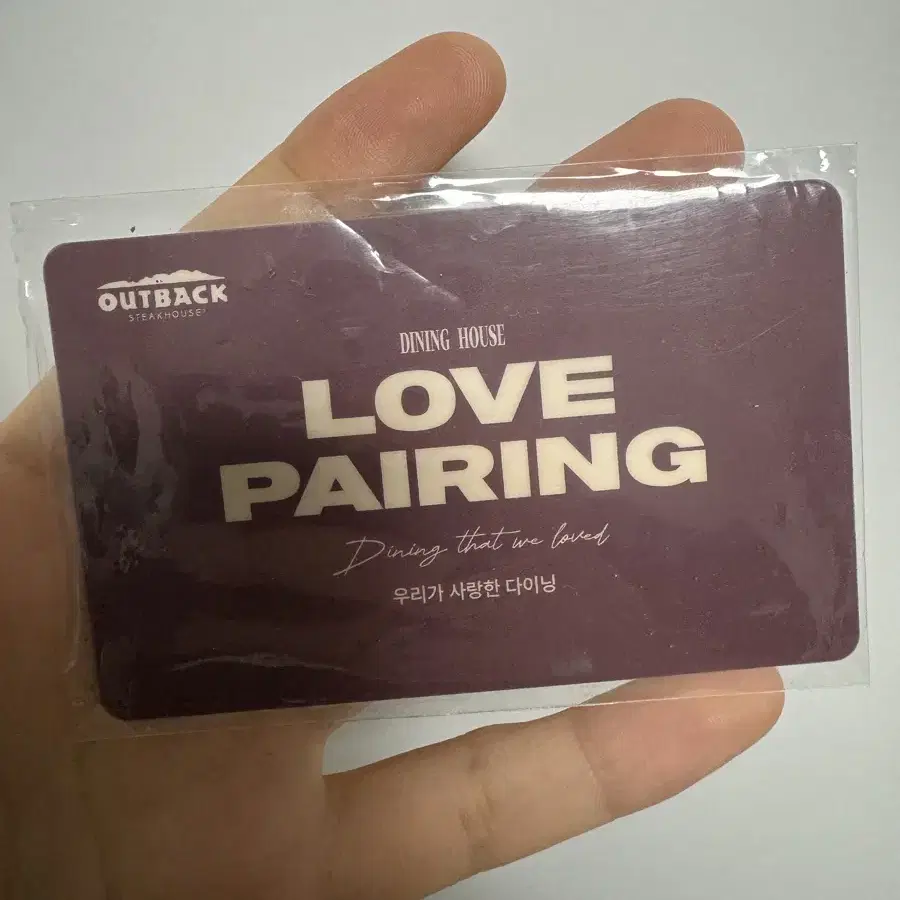 OUTBACK
STEAKHOUSE®
DINING HOUSE
LOVE
PAIRING
Dining that we loved
우리가 사랑한 다이닝